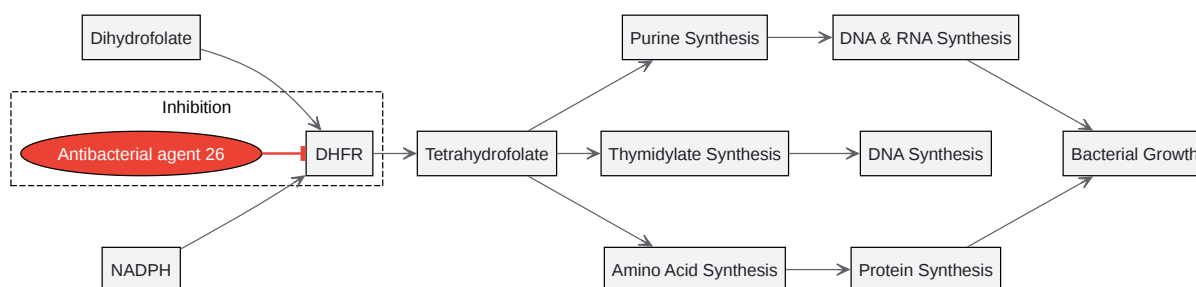 Dihydrofolate
Purine Synthesis
DNA & RNA Synthesis
Inhibition
Antibacterial agent 26
DHFR
Tetrahydrofolate
Thymidylate Synthesis
DNA Synthesis
Bacterial Growth
NADPH
Amino Acid Synthesis
Protein Synthesis